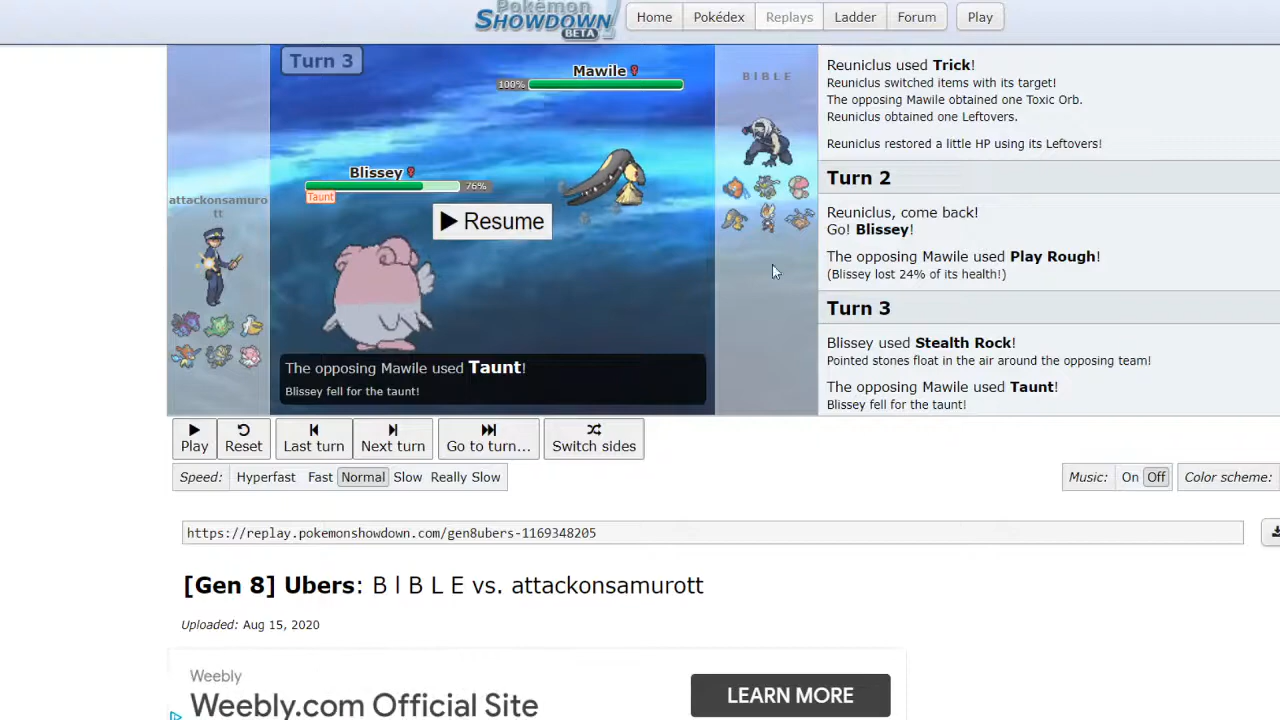 Pokémon
SHOWDOWN!
BETA
Home
Pokédex
Replays
Ladder
Forum
Play
Turn 3
Mawile
100%
Blissey
76%
Taunt
Resume
The opposing Mawile used Taunt!
Blissey fell for the taunt!
attackonsamuro
tt
B l B L E
Reuniclus used Trick!
Reuniclus switched items with its target!
The opposing Mawile obtained one Toxic Orb.
Reuniclus obtained one Leftovers.
Reuniclus restored a little HP using its Leftovers!
Turn 2
Reuniclus, come back!
Go! Blissey!
The opposing Mawile used Play Rough!
(Blissey lost 24% of its health!)
Turn 3
Blissey used Stealth Rock!
Pointed stones float in the air around the opposing team!
The opposing Mawile used Taunt!
Blissey fell for the taunt!
Play
Reset
Last turn
Next turn
Go to turn...
Switch sides
Speed: Hyperfast Fast Normal Slow Really Slow
Music: On Off
Color scheme:
https://replay.pokemonshowdown.com/gen8ubers-1169348205
[Gen 8] Ubers: B l B L E vs. attackonsamurott
Uploaded: Aug 15, 2020
Weebly
Weebly.com Official Site
LEARN MORE